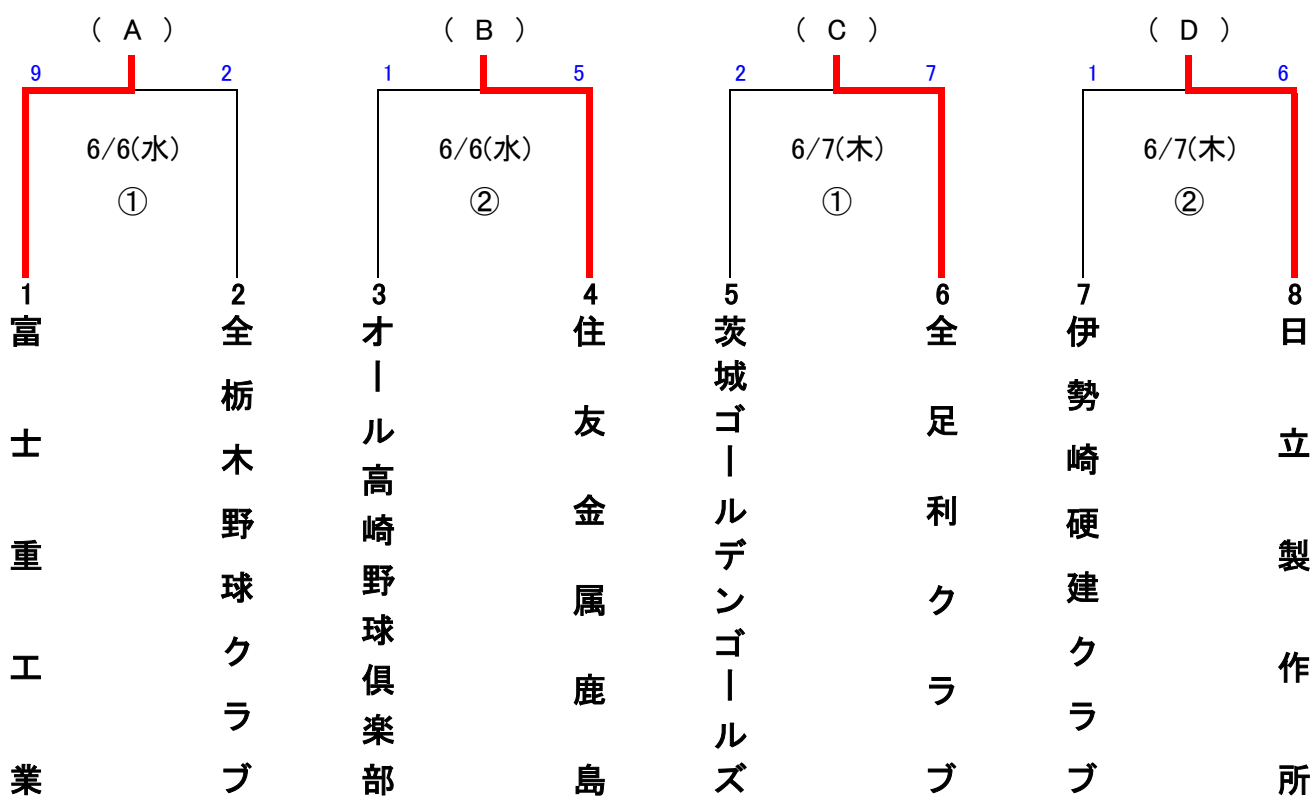 ( A )
( B )
( C )
( D )
9
2
1
5
2
7
1
6
6/6(水)
6/6(水)
6/7(木)
6/7(木)
①
②
①
②
1
2
3
4
5
6
7
8
富士重工業
全栃木野球クラブ
オール高崎野球倶楽部
住友金属鹿島
茨城ゴールデンゴールズ
全足利クラブ
伊勢崎硬建クラブ
日立製作所